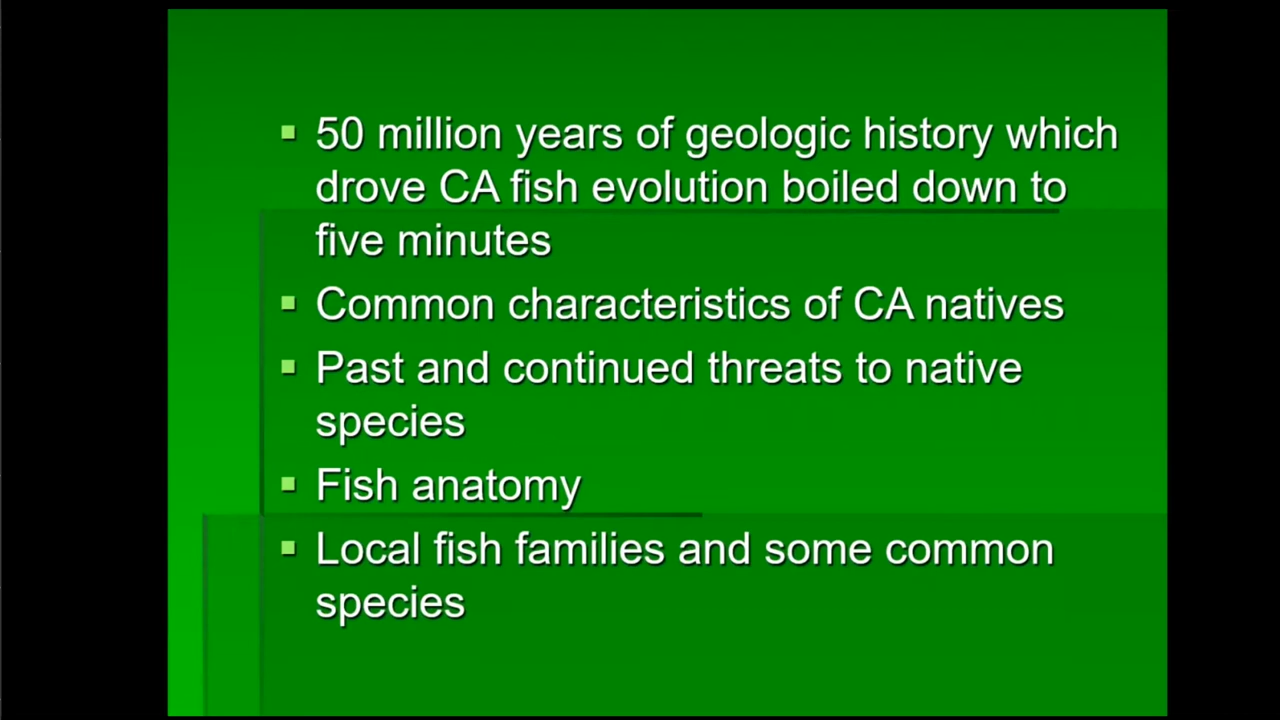 ▪ 50 million years of geologic history which
drove CA fish evolution boiled down to
five minutes
▪ Common characteristics of CA natives
▪ Past and continued threats to native
species
▪ Fish anatomy
▪ Local fish families and some common
species